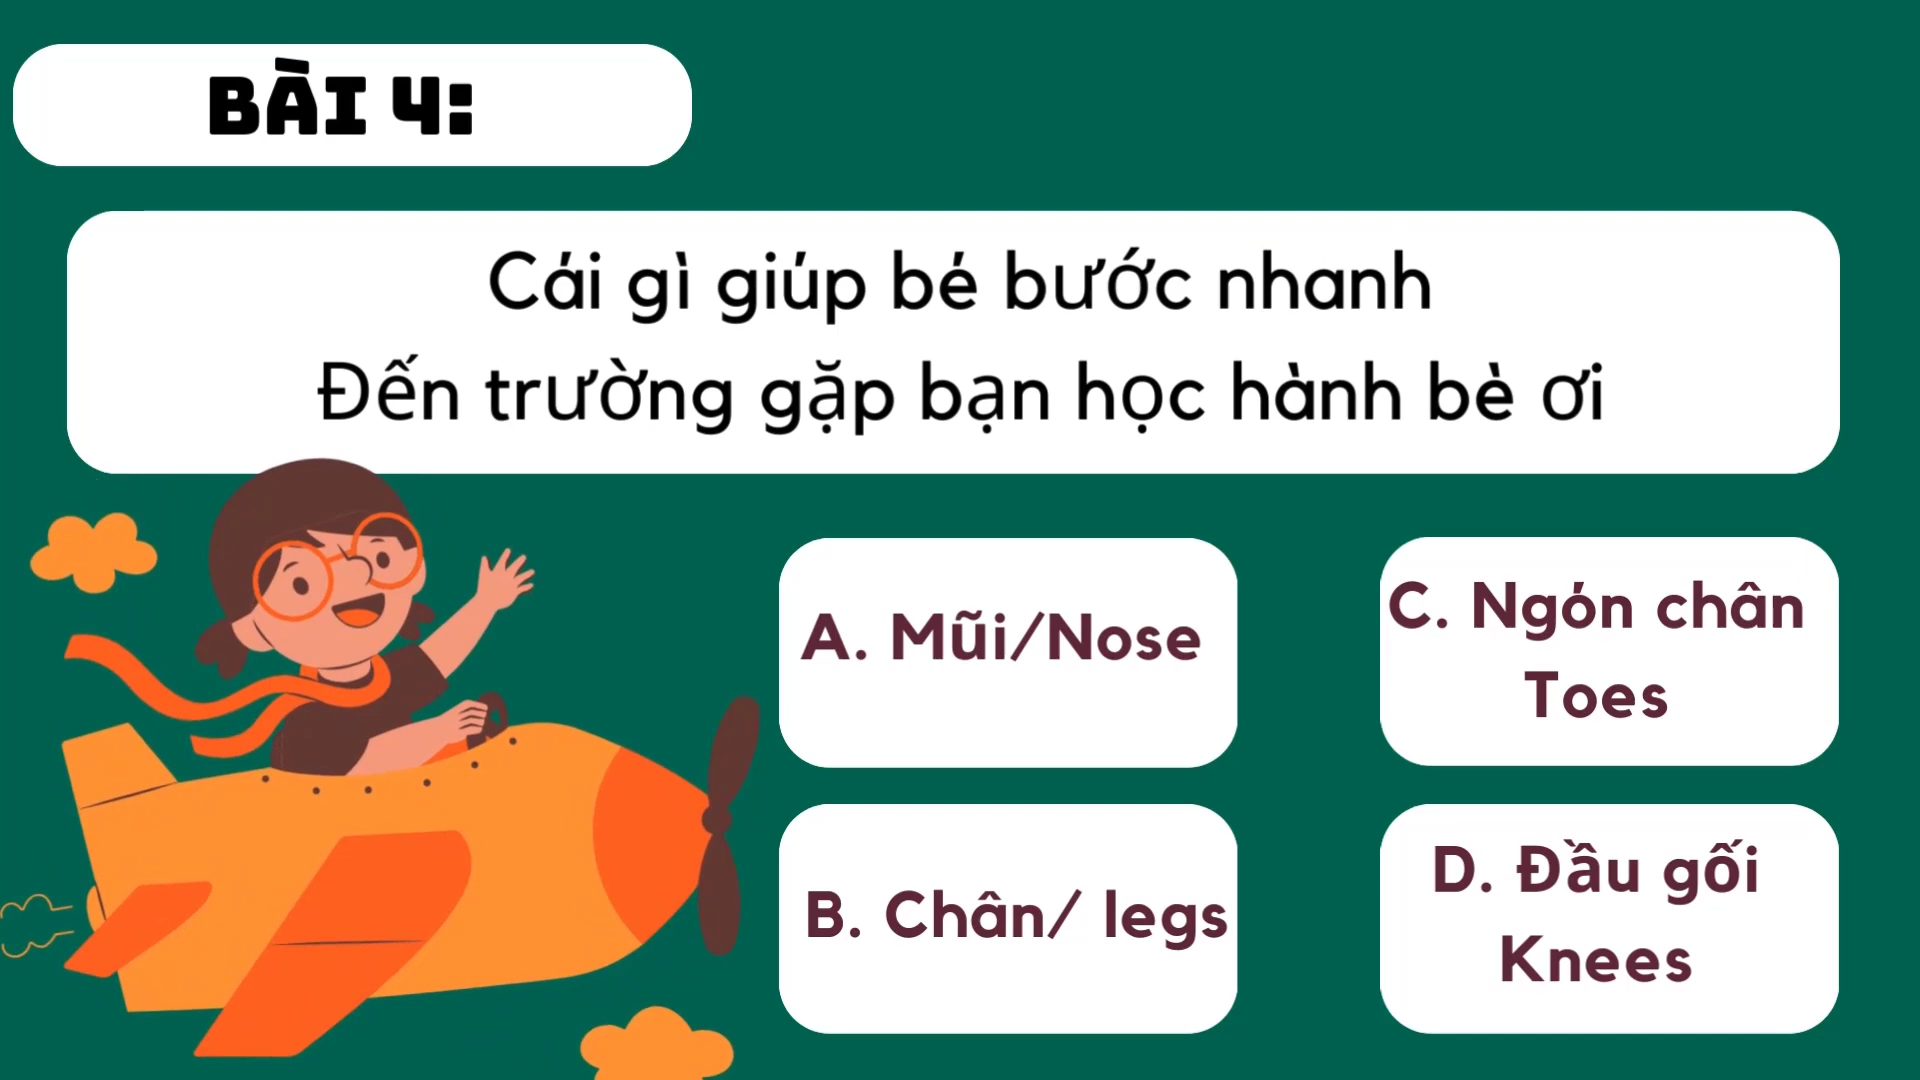 BÀI 4:
Cái gì giúp bé bước nhanh
Đến trường gặp bạn học hành bè ơi
A. Mũi/Nose
B. Chân/ legs
C. Ngón chân
Toes
D. Đầu gối
Knees